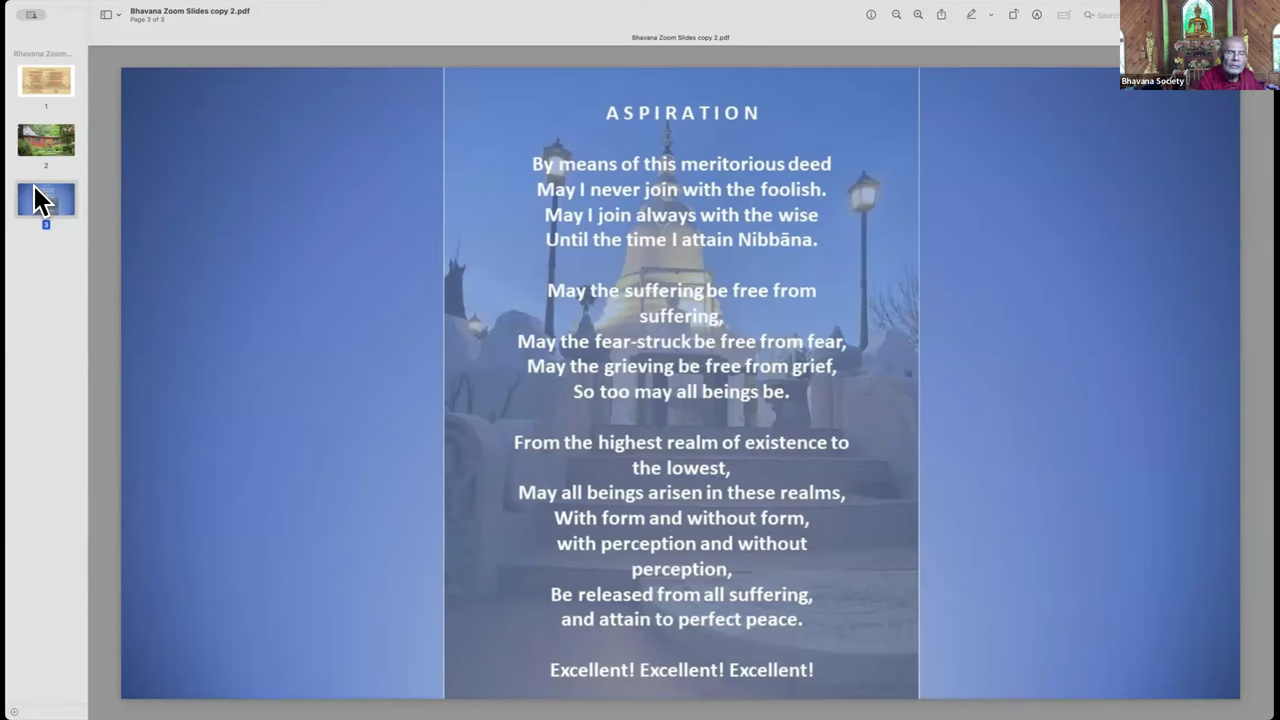 Bhavana Zoom Slides copy 2.pdf
Page 3 of 3
Search
Bhavana Zoom Slides copy 2.pdf
Bhavana Society
Bhavana Zoom...
1
2
3
ASPIRATION
By means of this meritorious deed
May I never join with the foolish.
May I join always with the wise
Until the time I attain Nibbāna.
May the suffering be free from
suffering,
May the fear-struck be free from fear,
May the grieving be free from grief,
So too may all beings be.
From the highest realm of existence to
the lowest,
May all beings arisen in these realms,
With form and without form,
with perception and without
perception,
Be released from all suffering,
and attain to perfect peace.
Excellent! Excellent! Excellent!